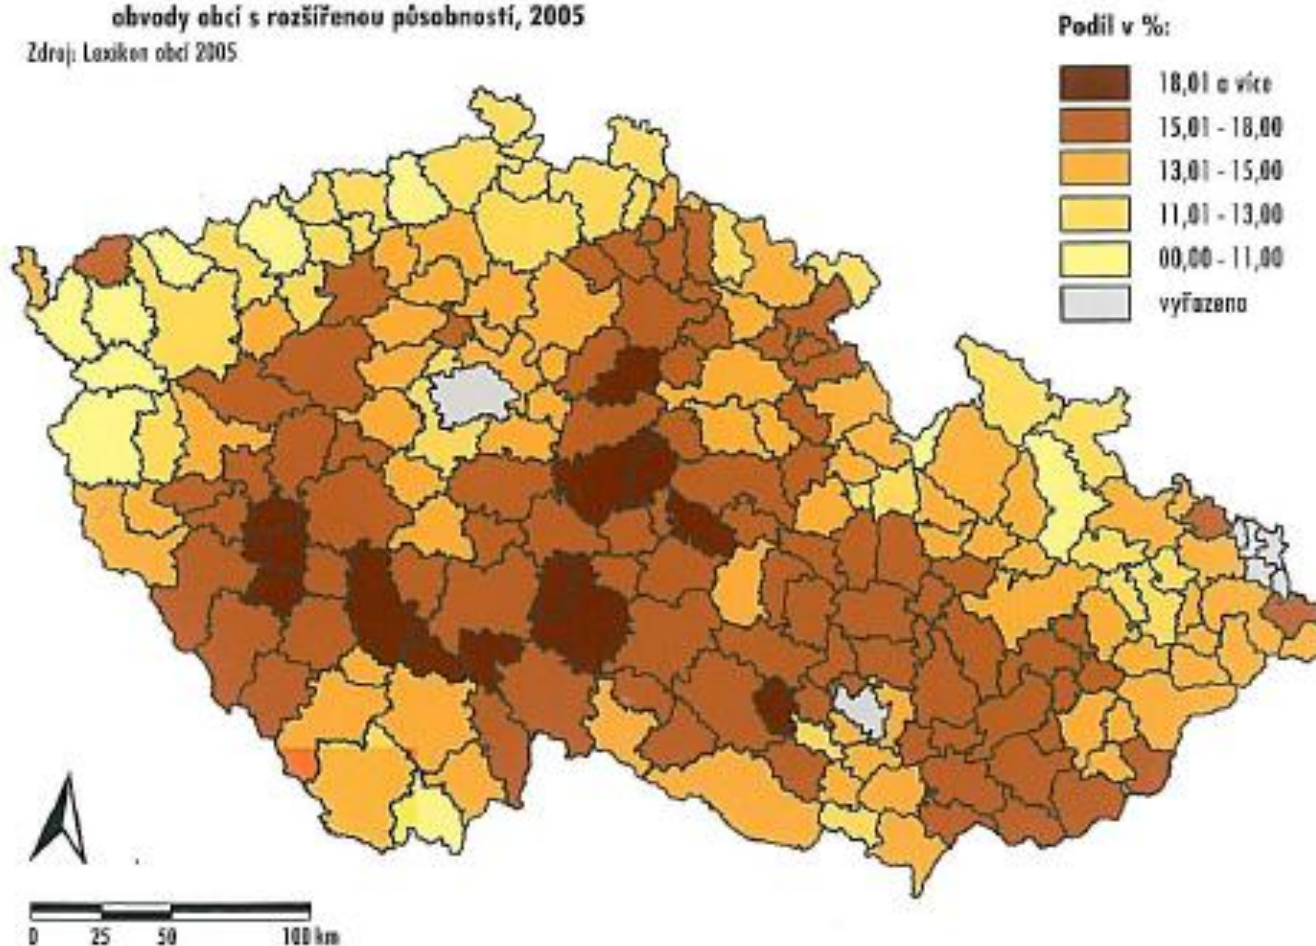 obvody obcí s rozšířenou působností, 2005
Zdroj: Lexikon obcí 2005
Podíl v %:
18,01 a více
15,01 - 18,00
13,01 - 15,00
11,01 - 13,00
00,00 - 11,00
vyřazeno
0 25 50 100 km